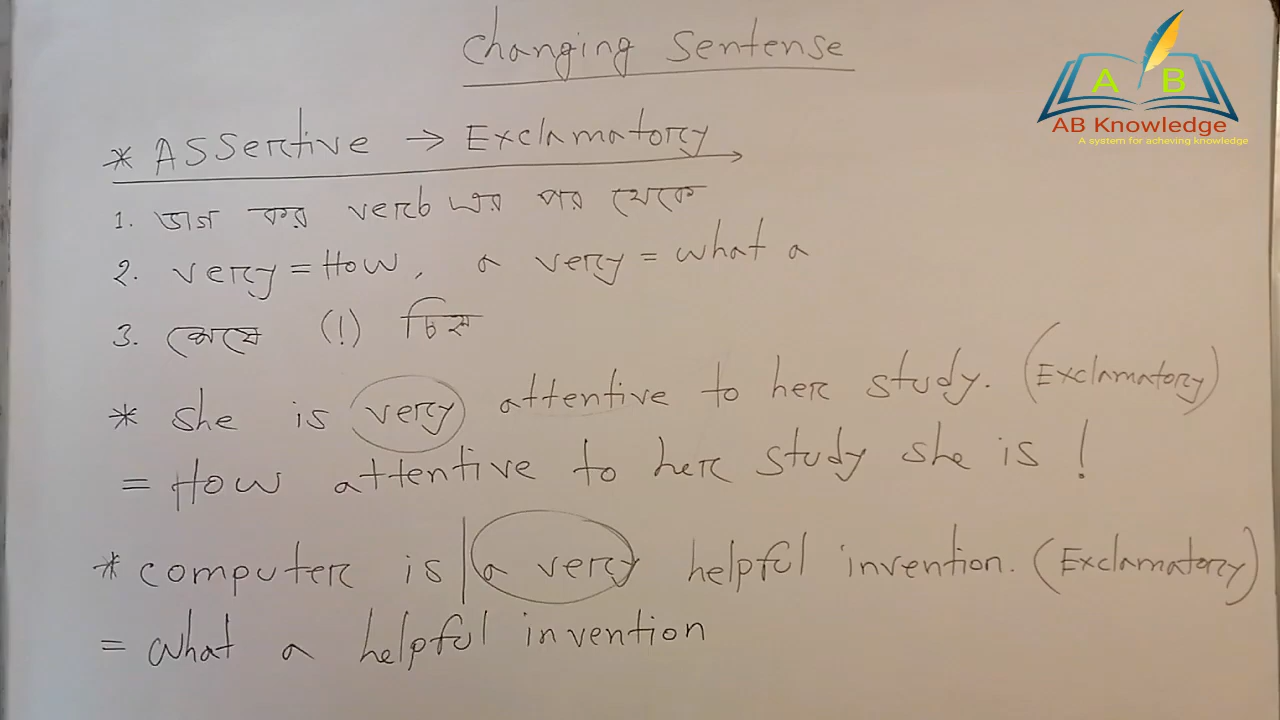 Changing Sentense
A B
AB Knowledge
A system for acheving knowledge
* Assertive → Exclamatory
1. ভাগ কর verb এর পর থেকে
2. very = How, a very = what a
3. শেষে (!) চিহ্ন
* She is very attentive to her study. (Exclamatory)
= How attentive to her study she is !
* computer is | a very helpful invention. (Exclamatory)
= what a helpful invention